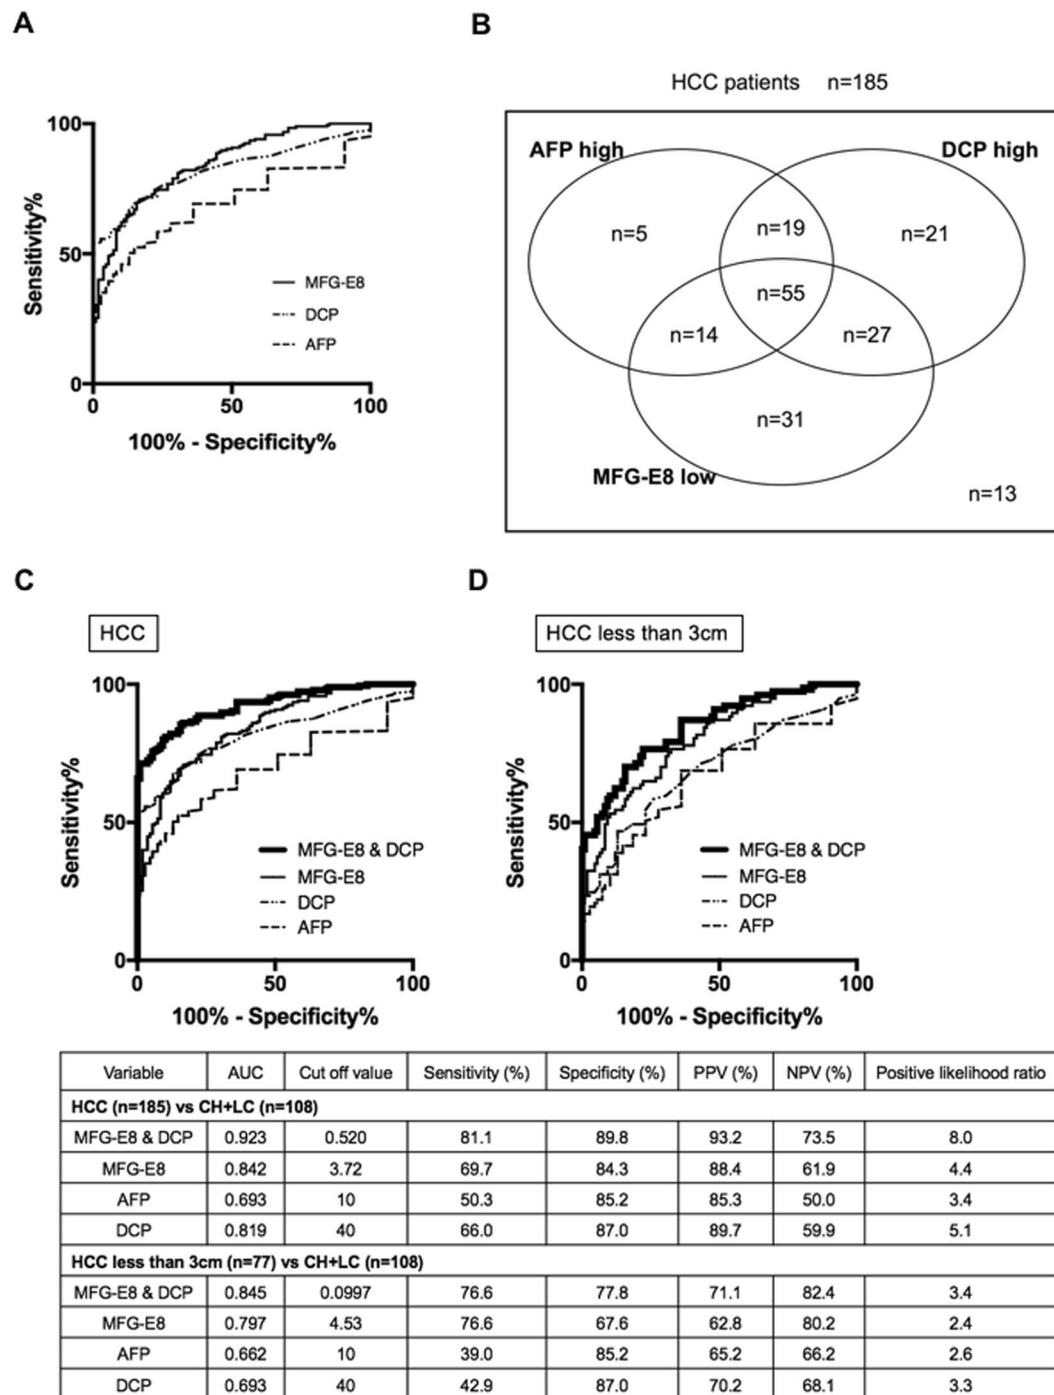 A
100
50
0
0
50
100
Sensitivity%
100% - Specificity%
MFG-E8
DCP
AFP
B
HCC patients n=185
AFP high
DCP high
n=5
n=19
n=21
n=55
n=14
n=27
n=31
MFG-E8 low
n=13
C
HCC
100
50
0
0
50
100
Sensitivity%
100% - Specificity%
MFG-E8 & DCP
MFG-E8
DCP
AFP
D
HCC less than 3cm
100
50
0
0
50
100
Sensitivity%
100% - Specificity%
MFG-E8 & DCP
MFG-E8
DCP
AFP
Variable AUC Cut off value Sensitivity (%) Specificity (%) PPV (%) NPV (%) Positive likelihood ratio
HCC (n=185) vs CH+LC (n=108)
MFG-E8 & DCP 0.923 0.520 81.1 89.8 93.2 73.5 8.0
MFG-E8 0.842 3.72 69.7 84.3 88.4 61.9 4.4
AFP 0.693 10 50.3 85.2 85.3 50.0 3.4
DCP 0.819 40 66.0 87.0 89.7 59.9 5.1
HCC less than 3cm (n=77) vs CH+LC (n=108)
MFG-E8 & DCP 0.845 0.0997 76.6 77.8 71.1 82.4 3.4
MFG-E8 0.797 4.53 76.6 67.6 62.8 80.2 2.4
AFP 0.662 10 39.0 85.2 65.2 66.2 2.6
DCP 0.693 40 42.9 87.0 70.2 68.1 3.3